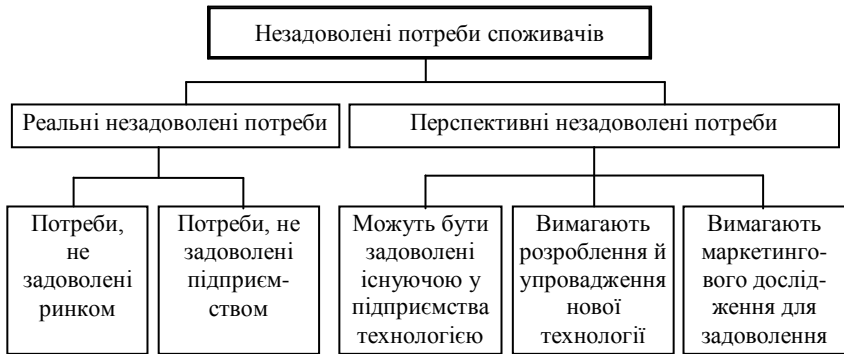 Незадоволені потреби споживачів
Реальні незадоволені потреби
Перспективні незадоволені потреби
Потреби,
не
задоволені
ринком
Потреби, не
задоволені
підприєм-
ством
Можуть бути
задоволені
існуючою у
підприємства
технологією
Вимагають
розроблення й
упровадження
нової
технології
Вимагають
маркетинго-
вого дослід-
ження для
задоволення